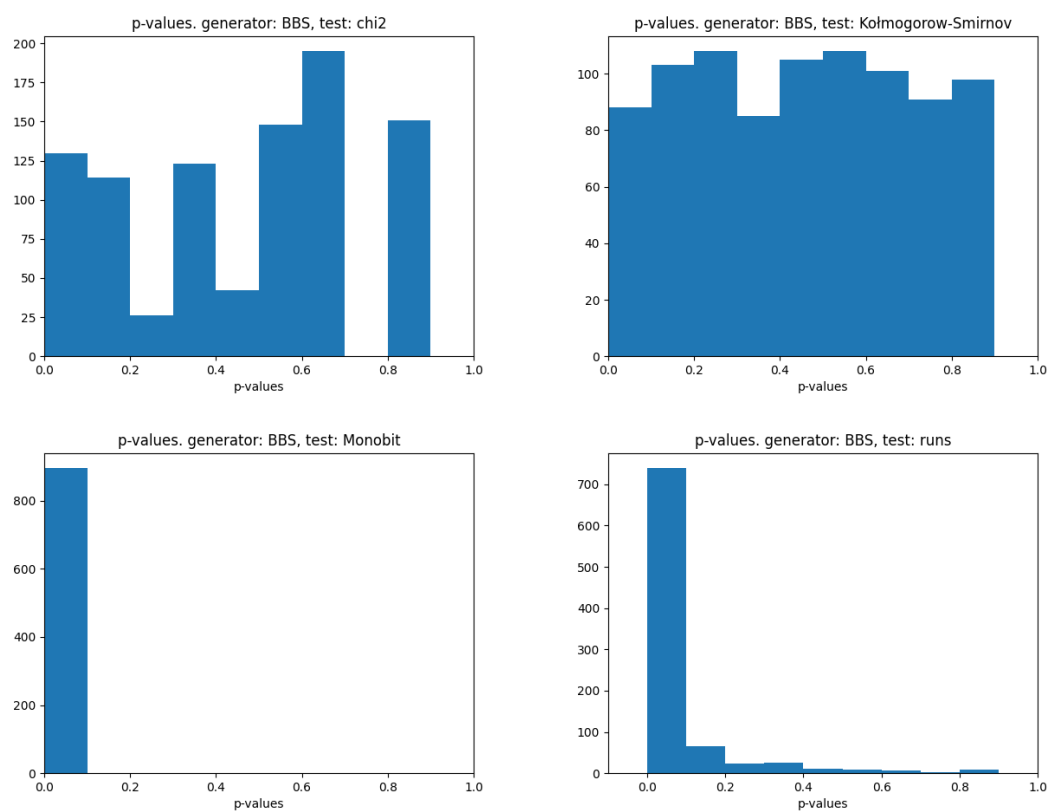 p-values. generator: BBS, test: chi2
200
175
150
125
100
75
50
25
0
0.0 0.2 0.4 0.6 0.8 1.0
p-values
p-values. generator: BBS, test: Kołmogorow-Smirnov
100
80
60
40
20
0
0.0 0.2 0.4 0.6 0.8 1.0
p-values
p-values. generator: BBS, test: Monobit
800
600
400
200
0
0.0 0.2 0.4 0.6 0.8 1.0
p-values
p-values. generator: BBS, test: runs
700
600
500
400
300
200
100
0
0.0 0.2 0.4 0.6 0.8 1.0
p-values